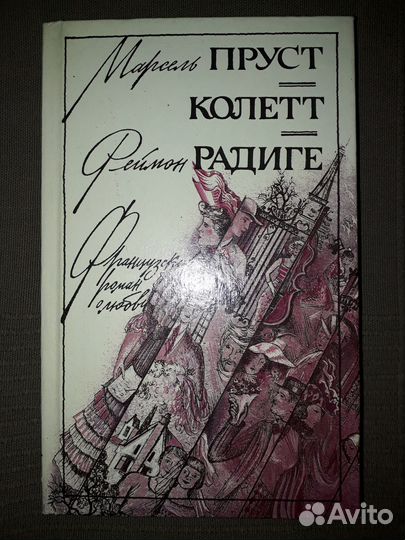 Марсель ПРУСТ
КОЛЕТТ
Реймон РАДИГЕ
Французский
роман
о любви
Avito